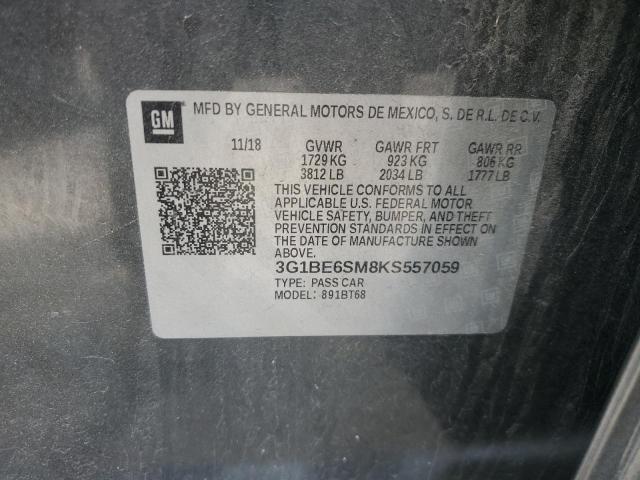 GM
MFD BY GENERAL MOTORS DE MEXICO, S. DE R.L. DE C.V.
11/18 GVWR GAWR FRT GAWR RR
1729 KG 923 KG 806 KG
3812 LB 2034 LB 1777 LB
THIS VEHICLE CONFORMS TO ALL
APPLICABLE U.S. FEDERAL MOTOR
VEHICLE SAFETY, BUMPER, AND THEFT
PREVENTION STANDARDS IN EFFECT ON
THE DATE OF MANUFACTURE SHOWN
ABOVE.
3G1BE6SM8KS557059
TYPE: PASS CAR
MODEL: 891BT68